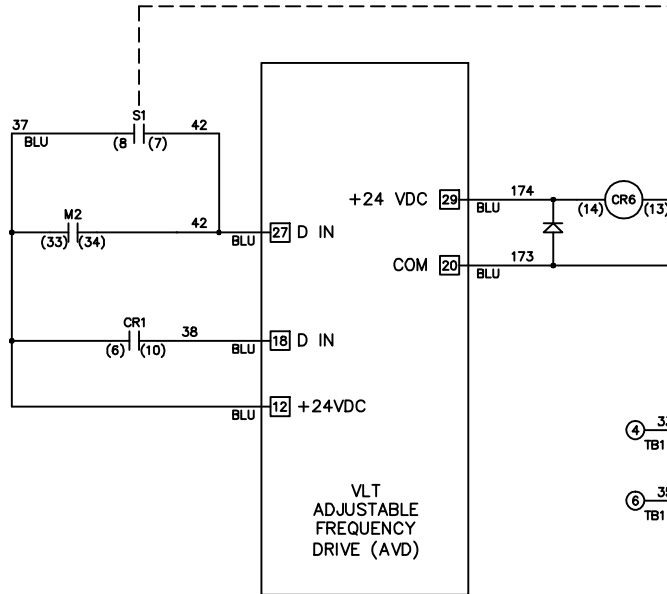 S1
37
42
BLU
(8
(7)
M2
42
(33)
(34)
BLU
27 D IN
CR1
38
(6)
(10)
BLU
18 D IN
BLU
12 +24VDC
+24 VDC 29
174
BLU
(14)
CR6
(13)
COM 20
173
BLU
4
TB1
6
TB1
VLT
ADJUSTABLE
FREQUENCY
DRIVE (AVD)